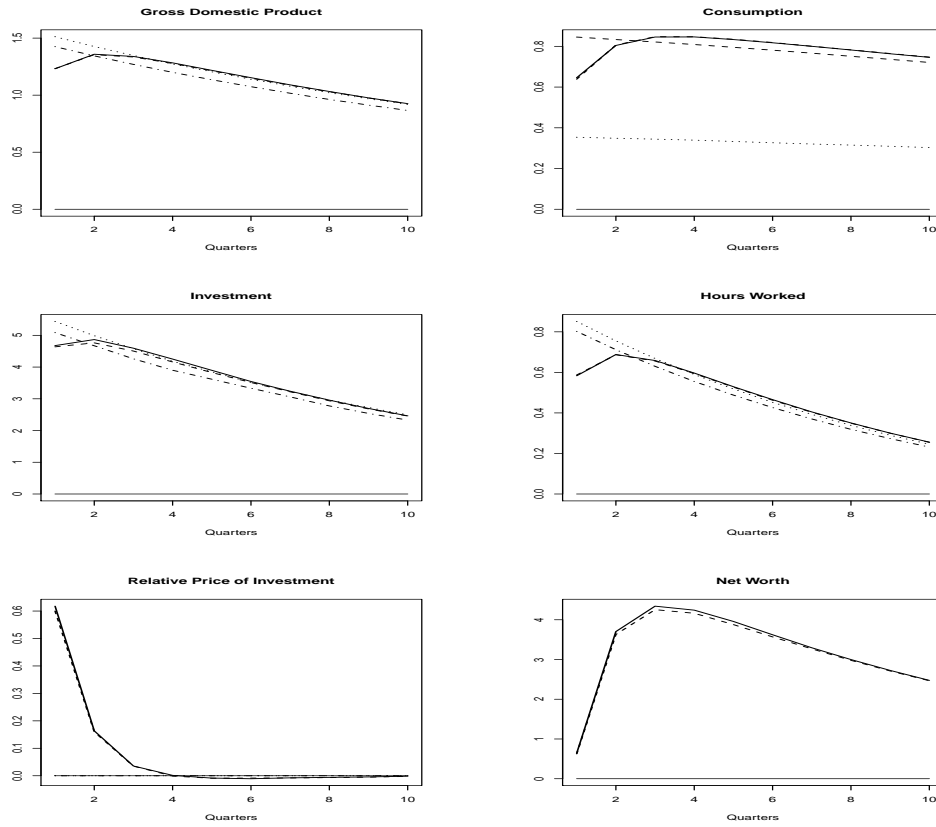 Gross Domestic Product
0.0 0.5 1.0 1.5
2 4 6 8 10
Quarters
Consumption
0.0 0.2 0.4 0.6 0.8
2 4 6 8 10
Quarters
Investment
0 1 2 3 4 5
2 4 6 8 10
Quarters
Hours Worked
0.0 0.2 0.4 0.6 0.8
2 4 6 8 10
Quarters
Relative Price of Investment
0.0 0.1 0.2 0.3 0.4 0.5 0.6
2 4 6 8 10
Quarters
Net Worth
0 1 2 3 4
2 4 6 8 10
Quarters